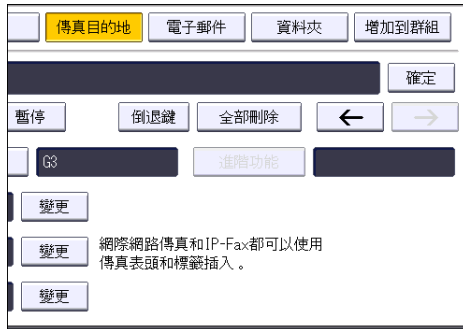 傳真目的地 電子郵件 資料夾 增加到群組
確定
暫停 倒退鍵 全部刪除 ← →
G3 進階功能
變更
變更 網際網路傳真和IP-Fax都可以使用
傳真表頭和標籤插入。
變更